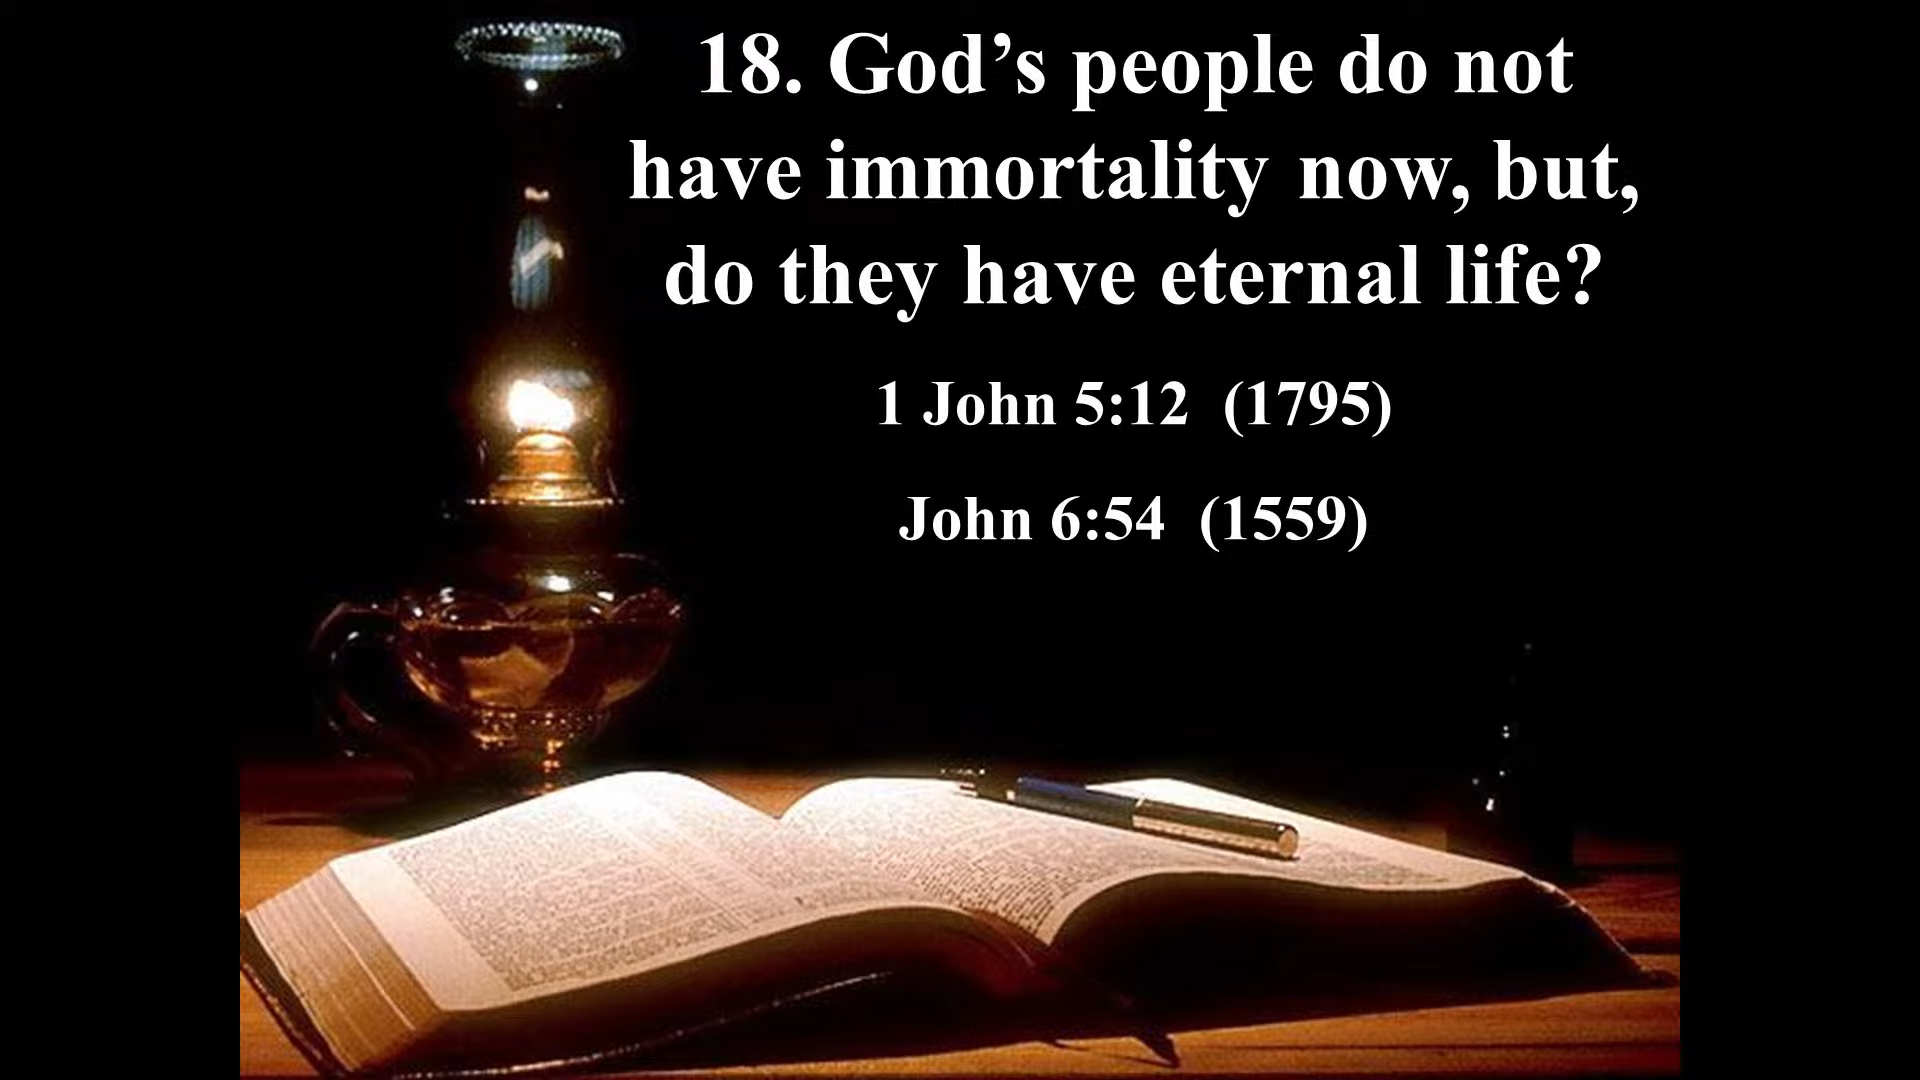 18. God’s people do not
have immortality now, but,
do they have eternal life?
1 John 5:12  (1795)
John 6:54  (1559)